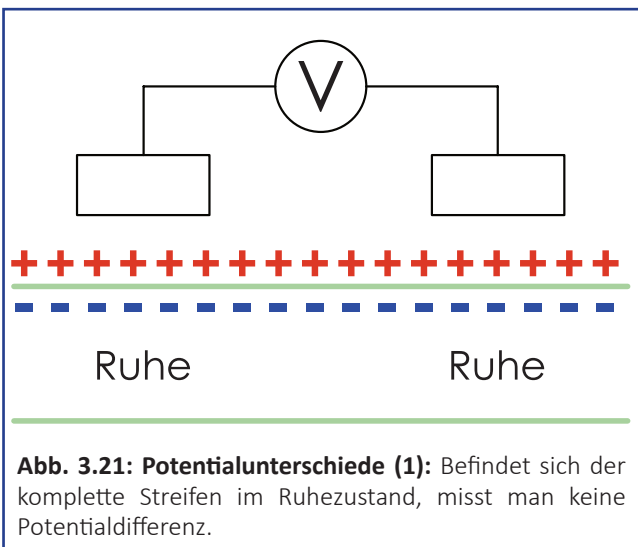 V
+ + + + + + + + + + + + + + + + +
- - - - - - - - - - - - - - - - -
Ruhe Ruhe
Abb. 3.21: Potentialunterschiede (1): Befindet sich der
komplette Streifen im Ruhezustand, misst man keine
Potentialdifferenz.